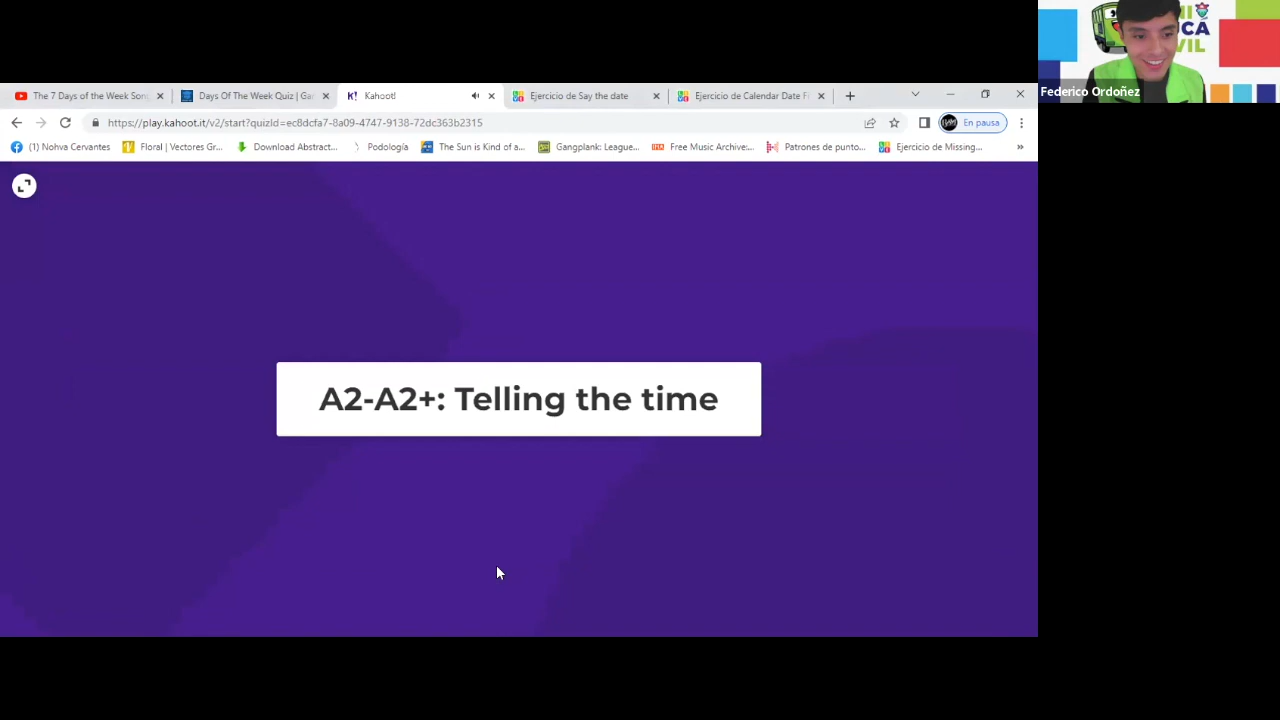 The 7 Days of the Week Song
Days Of The Week Quiz | Gam
Kahoot!
Ejercicio de Say the date
Ejercicio de Calendar Date Fi
https://play.kahoot.it/v2/start?quizId=ec8dcfa7-8a09-4747-9138-72dc363b2315
En pausa
(1) Nohva Cervantes
Floral | Vectores Gr...
Download Abstract...
Podología
The Sun is Kind of a...
Gangplank: League...
Free Music Archive:...
Patrones de punto...
Ejercicio de Missing...
A2-A2+: Telling the time
Federico Ordoñez